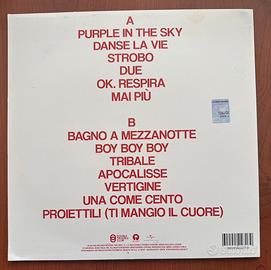 A
PURPLE IN THE SKY
DANSE LA VIE
STROBO
DUE
OK. RESPIRA
MAI PIÙ
B
BAGNO A MEZZANOTTE
BOY BOY BOY
TRIBALE
APOCALISSE
VERTIGINE
UNA COME CENTO
PROIETTILI (TI MANGIO IL CUORE)